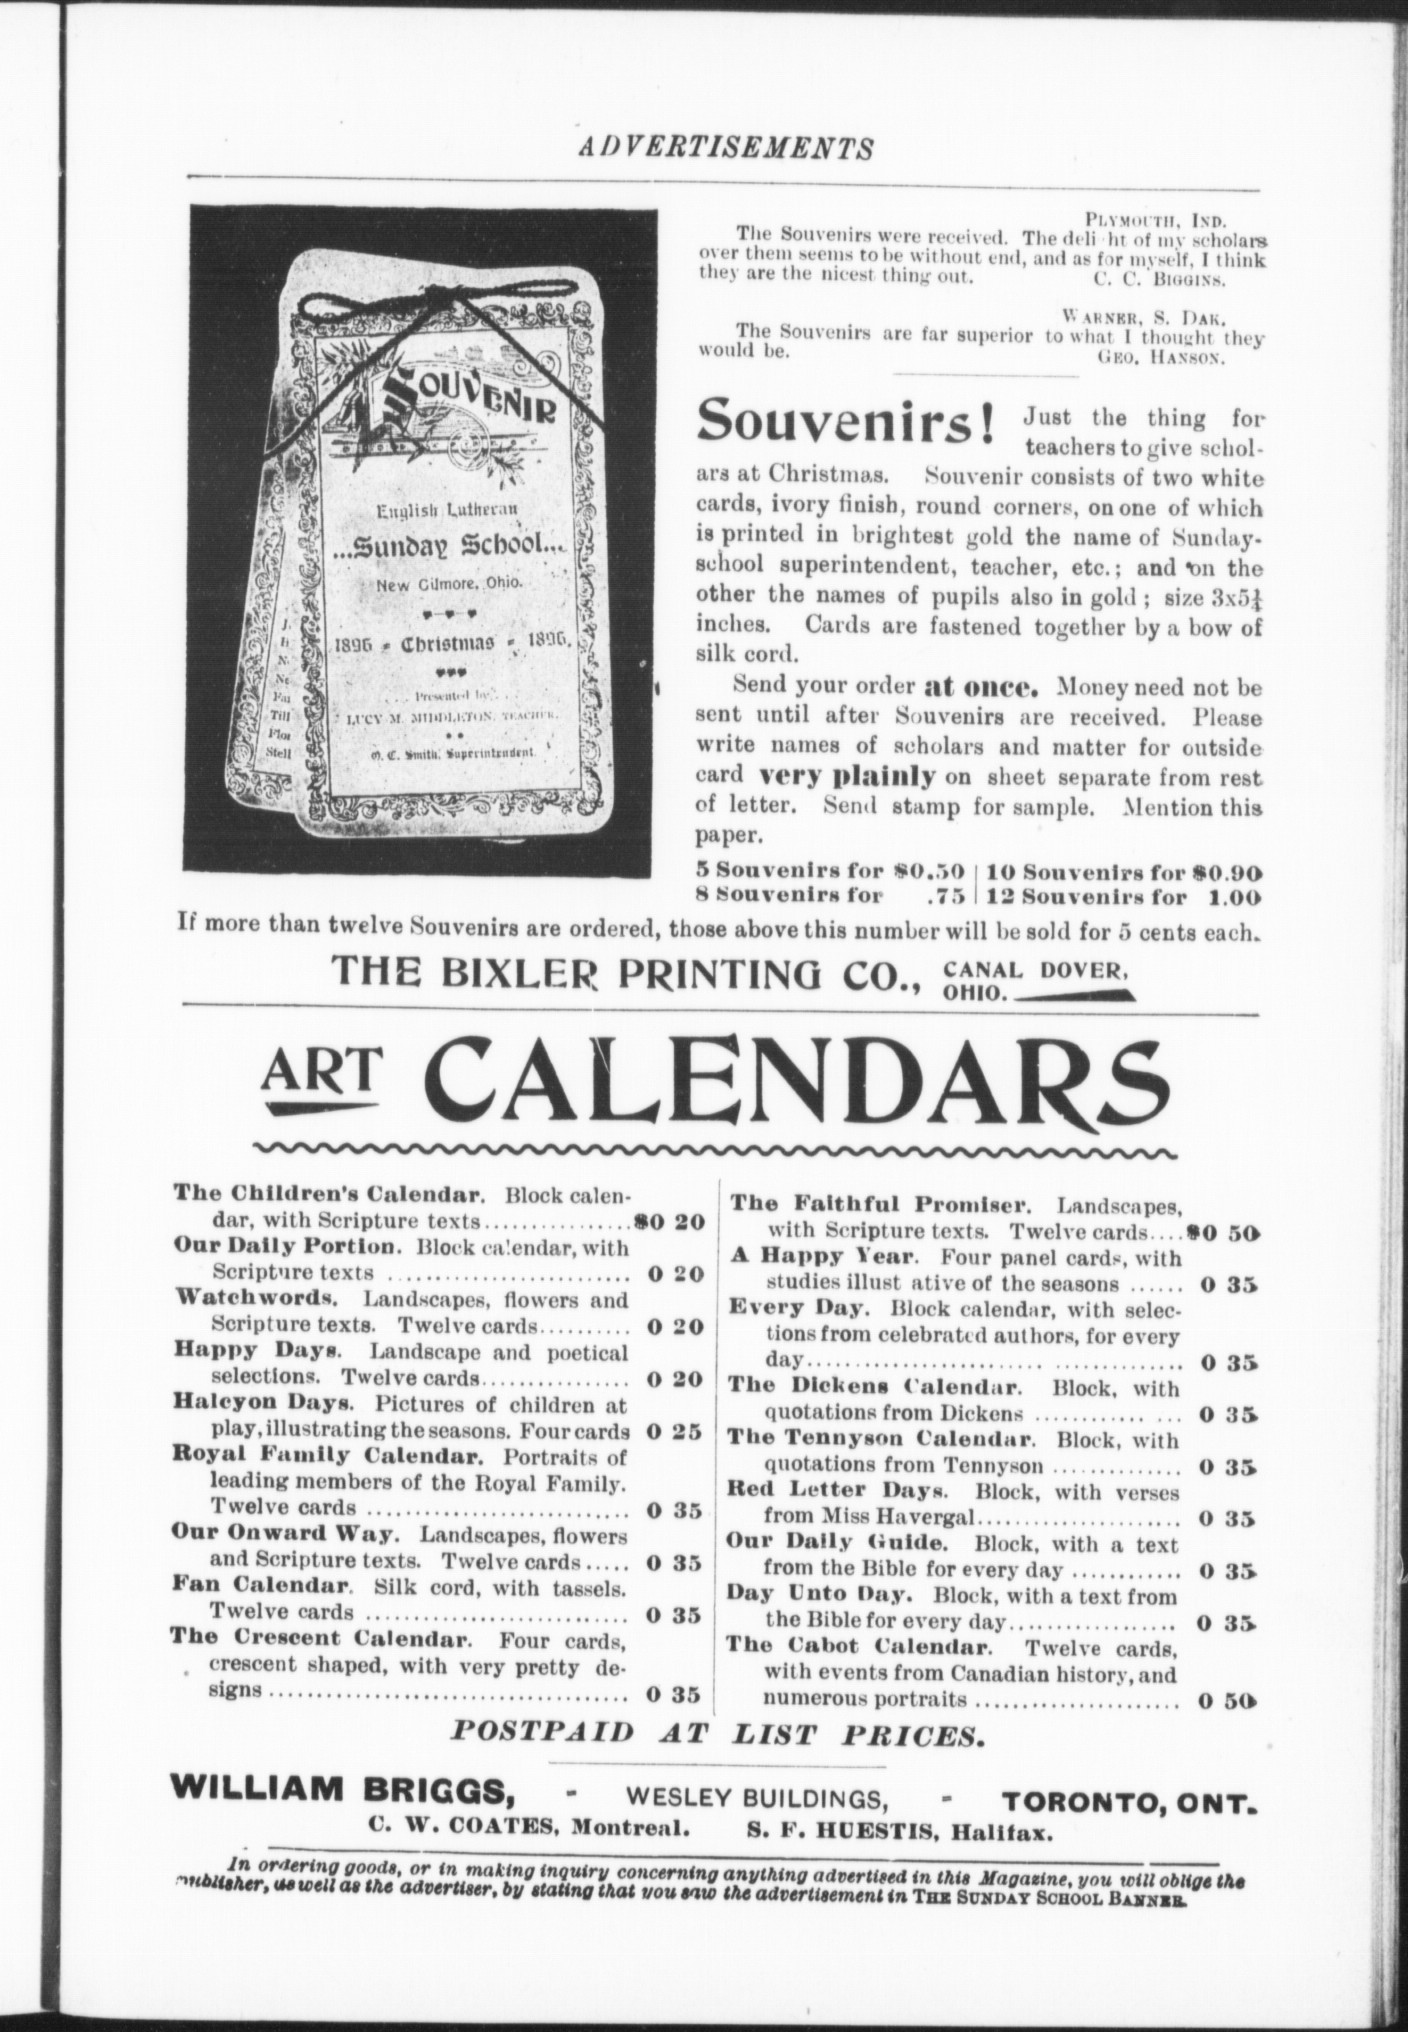 ADVERTISEMENTS
PLYMOUTH, IND.
The Souvenirs were received. The deli ht of my scholars
over them seems to be without end, and as for myself, I think
they are the nicest thing out. C. C. BIGGINS.
WARNER, S. DAK.
The Souvenirs are far superior to what I thought they
would be. GEO. HANSON.
SOUVENIR
English Lutheran
...Sunday School...
New Gilmore, Ohio.
1896 Christmas 1896.
Presented by
LUCY M. MIDDLETON, TEACHER.
O. C. Smith, Superintendent.
J.
N.
Ne
Fan
Till
Flor
Stell
Souvenirs! Just the thing for
teachers to give schol-
ars at Christmas. Souvenir consists of two white
cards, ivory finish, round corners, on one of which
is printed in brightest gold the name of Sunday-
school superintendent, teacher, etc.; and on the
other the names of pupils also in gold; size 3x5¼
inches. Cards are fastened together by a bow of
silk cord.
Send your order at once. Money need not be
sent until after Souvenirs are received. Please
write names of scholars and matter for outside
card very plainly on sheet separate from rest
of letter. Send stamp for sample. Mention this
paper.
5 Souvenirs for $0.50 | 10 Souvenirs for $0.90
8 Souvenirs for .75 | 12 Souvenirs for 1.00
If more than twelve Souvenirs are ordered, those above this number will be sold for 5 cents each.
THE BIXLER PRINTING CO., CANAL DOVER,
OHIO.
ART CALENDARS
The Children's Calendar. Block calen-
dar, with Scripture texts................$0 20
Our Daily Portion. Block calendar, with
Scripture texts .......................... 0 20
Watchwords. Landscapes, flowers and
Scripture texts. Twelve cards.......... 0 20
Happy Days. Landscape and poetical
selections. Twelve cards................ 0 20
Halcyon Days. Pictures of children at
play, illustrating the seasons. Four cards 0 25
Royal Family Calendar. Portraits of
leading members of the Royal Family.
Twelve cards ............................ 0 35
Our Onward Way. Landscapes, flowers
and Scripture texts. Twelve cards..... 0 35
Fan Calendar. Silk cord, with tassels.
Twelve cards ............................ 0 35
The Crescent Calendar. Four cards,
crescent shaped, with very pretty de-
signs ...................................... 0 35
The Faithful Promiser. Landscapes,
with Scripture texts. Twelve cards....$0 50
A Happy Year. Four panel cards, with
studies illust ative of the seasons ...... 0 35
Every Day. Block calendar, with selec-
tions from celebrated authors, for every
day........................................ 0 35
The Dickens Calendar. Block, with
quotations from Dickens ............... 0 35
The Tennyson Calendar. Block, with
quotations from Tennyson .............. 0 35
Red Letter Days. Block, with verses
from Miss Havergal...................... 0 35
Our Daily Guide. Block, with a text
from the Bible for every day ............ 0 35
Day Unto Day. Block, with a text from
the Bible for every day.................. 0 35
The Cabot Calendar. Twelve cards,
with events from Canadian history, and
numerous portraits ...................... 0 50
POSTPAID AT LIST PRICES.
WILLIAM BRIGGS, - WESLEY BUILDINGS, - TORONTO, ONT.
C. W. COATES, Montreal. S. F. HUESTIS, Halifax.
In ordering goods, or in making inquiry concerning anything advertised in this Magazine, you will oblige the
publisher, as well as the advertiser, by stating that you saw the advertisement in THE SUNDAY SCHOOL BANNER.